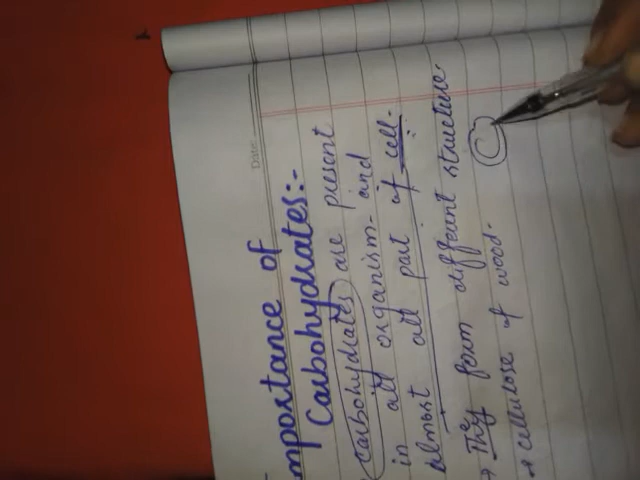 Date:
mportance of
Carbohydrates:-
carbohydrates are present
in all organism- and
almost all part of cell.
→ They form different structure.
* cellulose of wood.